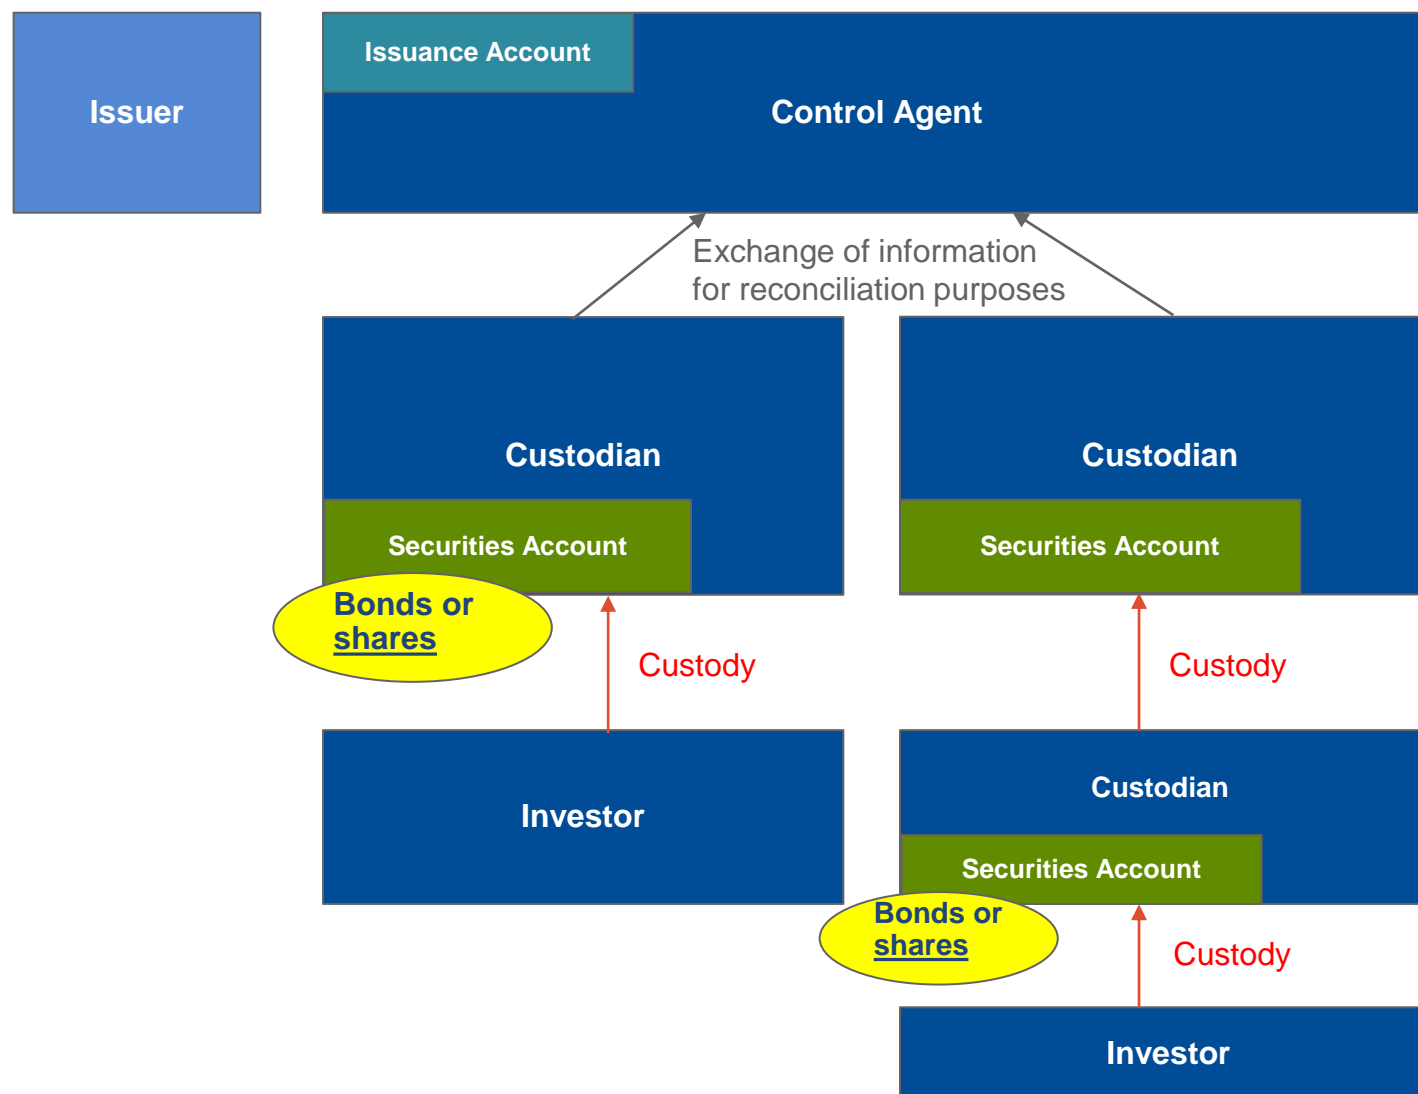 Issuance Account
Issuer
Control Agent
Exchange of information
for reconciliation purposes
Custodian
Custodian
Securities Account
Securities Account
Bonds or
shares
Custody
Custody
Custodian
Investor
Securities Account
Bonds or
shares
Custody
Investor